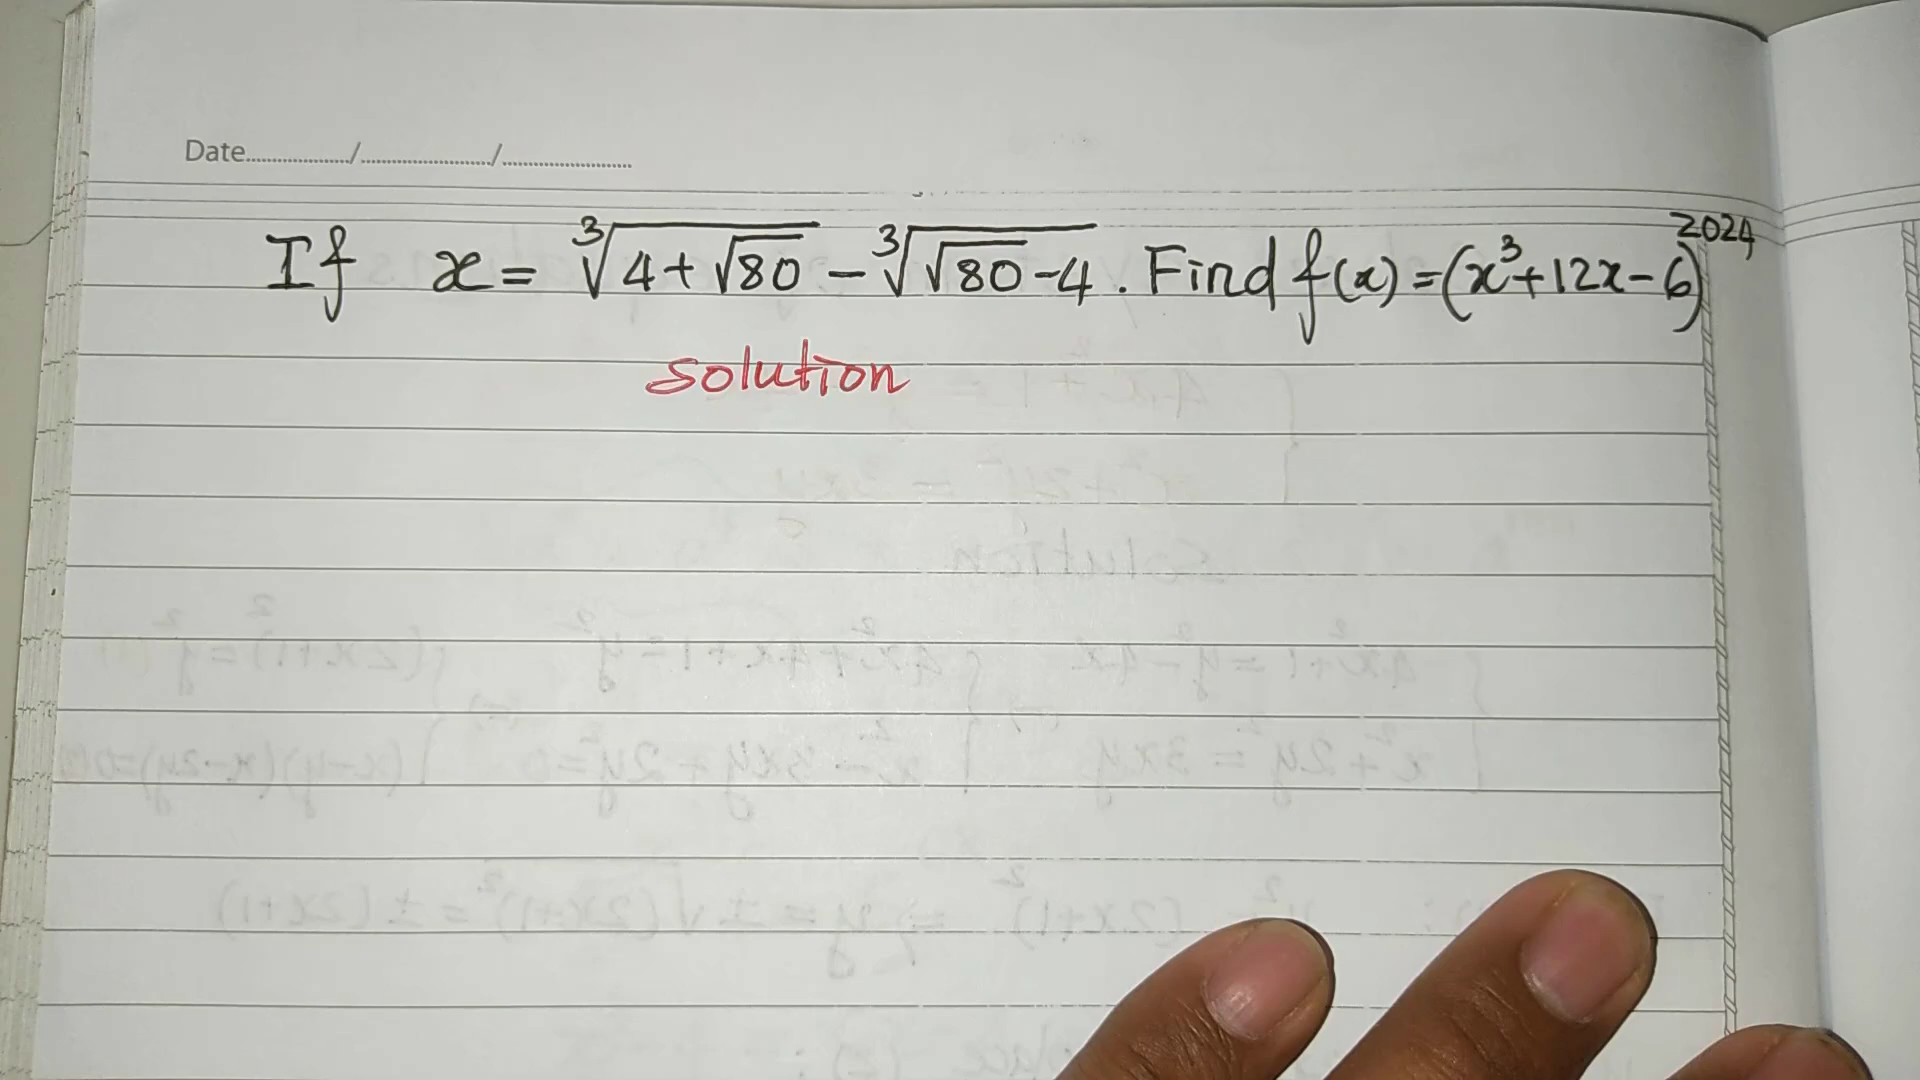 Date............/............/............
If x = ∛(4+√80) - ∛(√80-4) . Find f(x) = (x³+12x-6)²⁰²⁴
solution